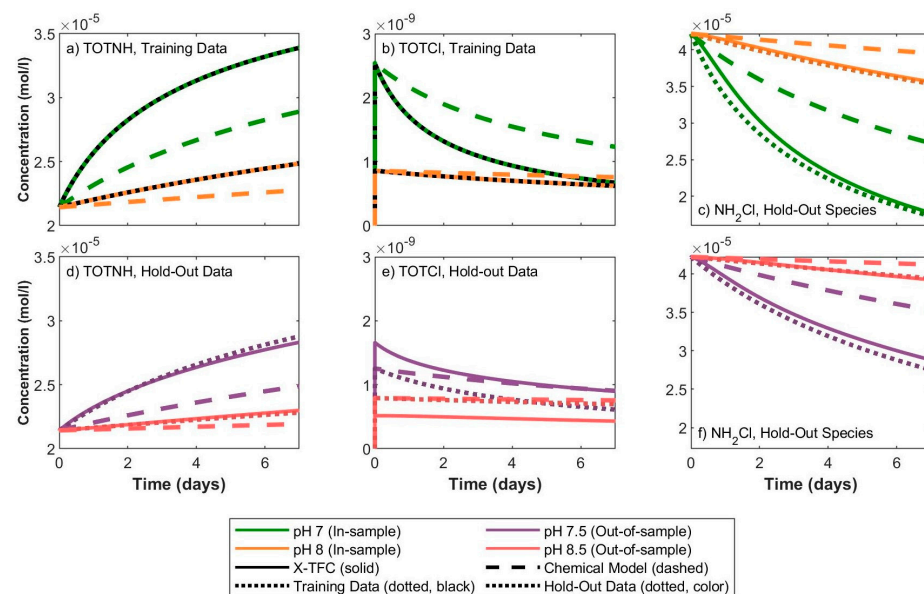 ×10⁻⁵
3.5
3
2.5
2
Concentration (mol/l)
a) TOTNH, Training Data
×10⁻⁹
3
2
1
0
b) TOTCl, Training Data
×10⁻⁵
4
3.5
3
2.5
2
c) NH₂Cl, Hold-Out Species
×10⁻⁵
3.5
3
2.5
2
Concentration (mol/l)
d) TOTNH, Hold-Out Data
0 2 4 6
Time (days)
×10⁻⁹
3
2
1
0
e) TOTCl, Hold-out Data
0 2 4 6
Time (days)
×10⁻⁵
4
3.5
3
2.5
2
f) NH₂Cl, Hold-Out Species
0 2 4 6
Time (days)
pH 7 (In-sample)
pH 8 (In-sample)
X-TFC (solid)
Training Data (dotted, black)
pH 7.5 (Out-of-sample)
pH 8.5 (Out-of-sample)
Chemical Model (dashed)
Hold-Out Data (dotted, color)